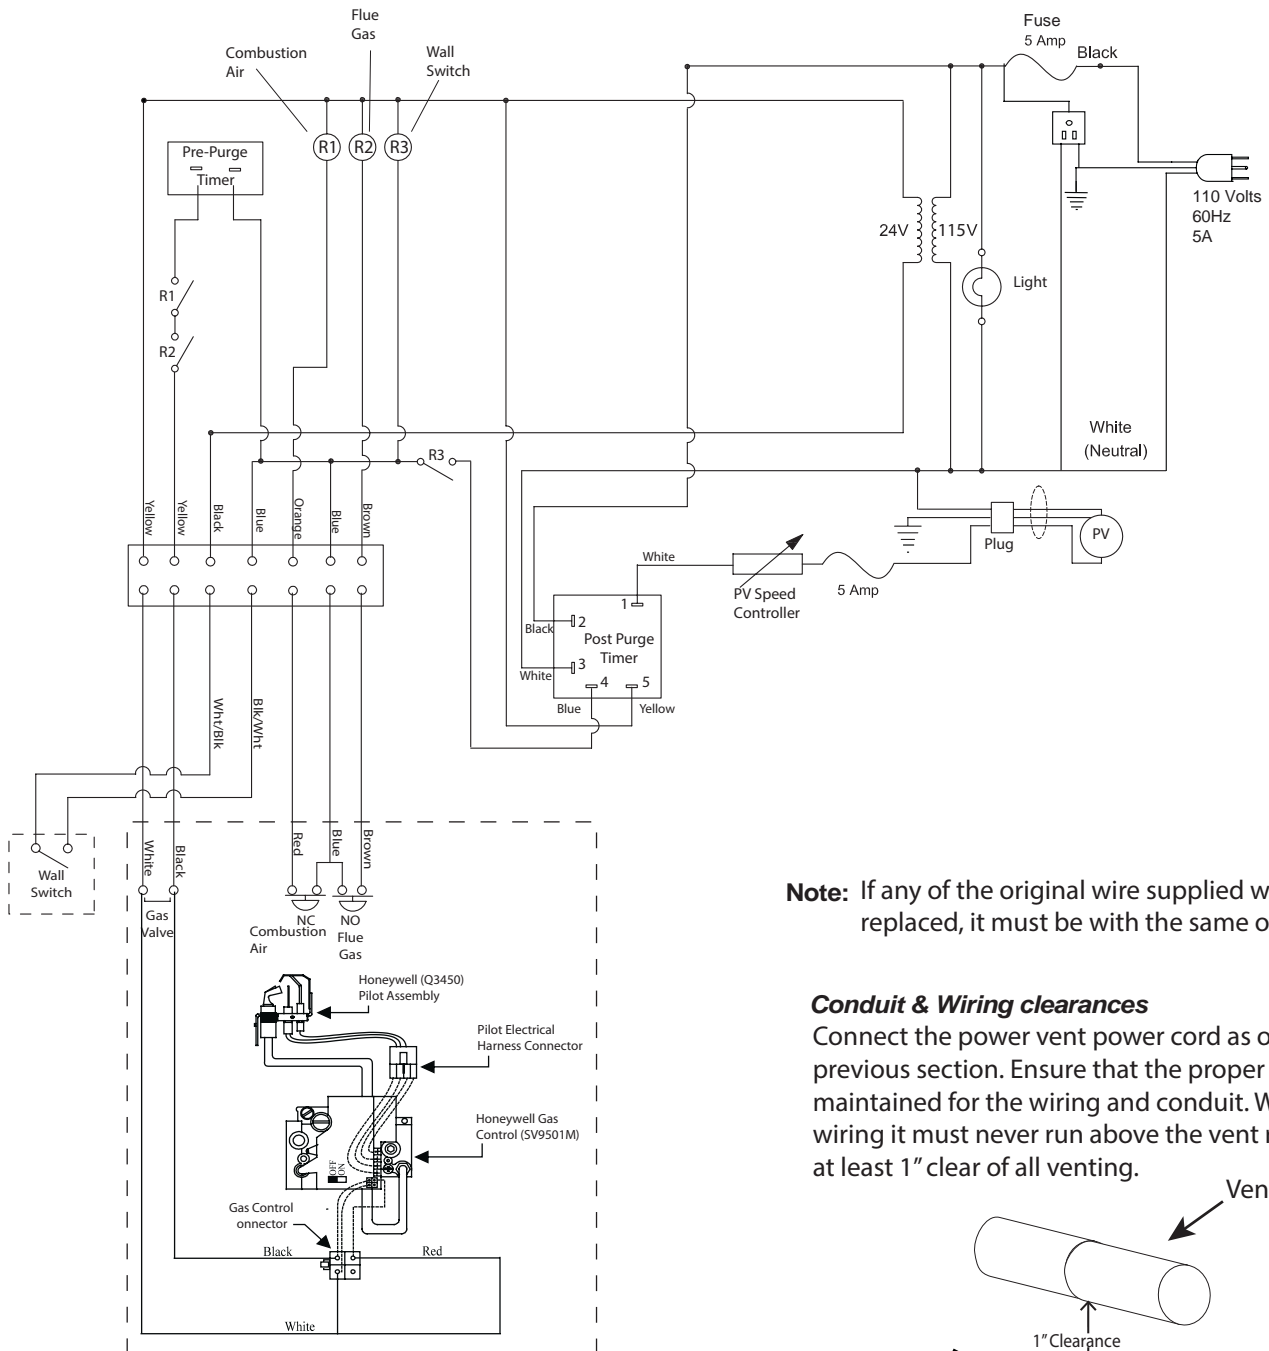 Flue
Gas
Combustion
Air
Wall
Switch
Fuse
5 Amp
Black
R1
R2
R3
Pre-Purge
Timer
110 Volts
60Hz
5A
24V
115V
Light
R1
R2
R3
White
(Neutral)
Yellow
Yellow
Black
Blue
Orange
Blue
Brown
Plug
PV
White
PV Speed
Controller
5 Amp
1
Black
2
Post Purge
Timer
3
White
4
5
Blue
Yellow
Wht/Blk
Blk/Wht
White
Black
Red
Blue
Brown
Wall
Switch
Gas
Valve
NC
Combustion
Air
NO
Flue
Gas
Note: If any of the original wire supplied w
replaced, it must be with the same o
Honeywell (Q3450)
Pilot Assembly
Pilot Electrical
Harness Connector
Honeywell Gas
Control (SV9501M)
OFF
ON
Gas Control
onnector
Black
Red
White
Conduit & Wiring clearances
Connect the power vent power cord as o
previous section. Ensure that the proper
maintained for the wiring and conduit. W
wiring it must never run above the vent r
at least 1" clear of all venting.
Ven
1" Clearance